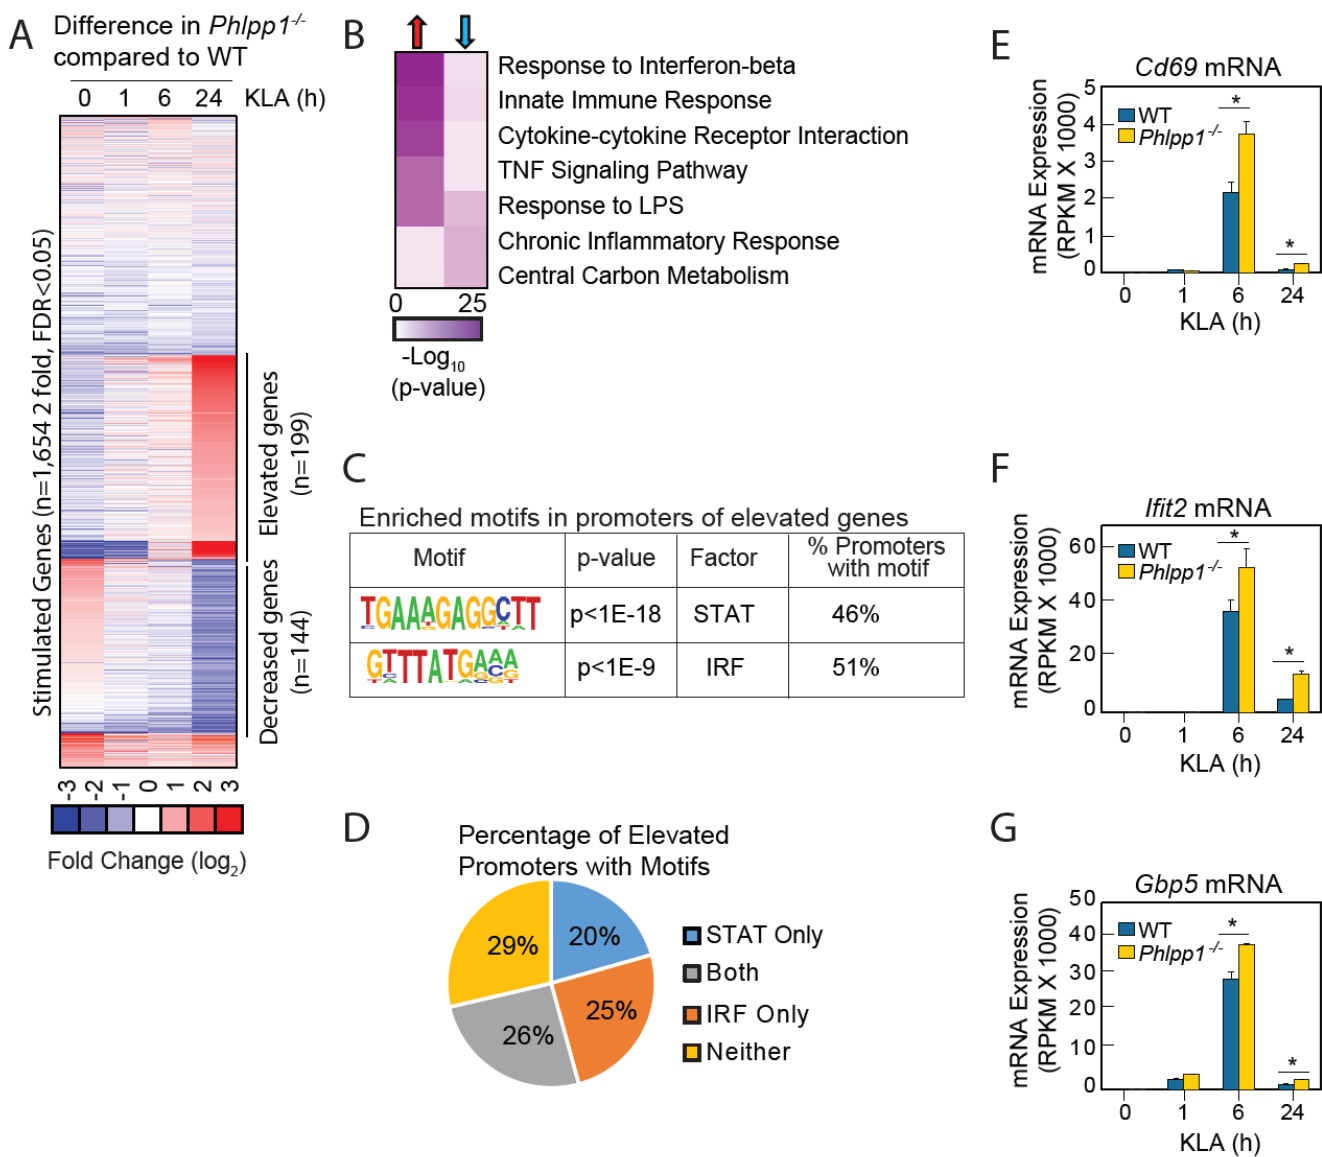 A
Difference in Phlpp1-/-
compared to WT
0 1 6 24 KLA (h)
Stimulated Genes (n=1,654 2 fold, FDR<0.05)
Elevated genes
(n=199)
Decreased genes
(n=144)
-3 -2 -1 0 1 2 3
Fold Change (log2)
B
Response to Interferon-beta
Innate Immune Response
Cytokine-cytokine Receptor Interaction
TNF Signaling Pathway
Response to LPS
Chronic Inflammatory Response
Central Carbon Metabolism
0 25
-Log10
(p-value)
C
Enriched motifs in promoters of elevated genes
Motif p-value Factor % Promoters
with motif
TGAAAGAGGCTT p<1E-18 STAT 46%
GTTTATGAAA p<1E-9 IRF 51%
D
Percentage of Elevated
Promoters with Motifs
29% 20%
25%
26%
STAT Only
Both
IRF Only
Neither
E
Cd69 mRNA
mRNA Expression
(RPKM X 1000)
5
4
3
2
1
0
WT
Phlpp1-/-
*
*
0 1 6 24
KLA (h)
F
Ifit2 mRNA
mRNA Expression
(RPKM X 1000)
60
40
20
0
WT
Phlpp1-/-
*
*
0 1 6 24
KLA (h)
G
Gbp5 mRNA
mRNA Expression
(RPKM X 1000)
50
40
30
20
10
0
WT
Phlpp1-/-
*
*
0 1 6 24
KLA (h)